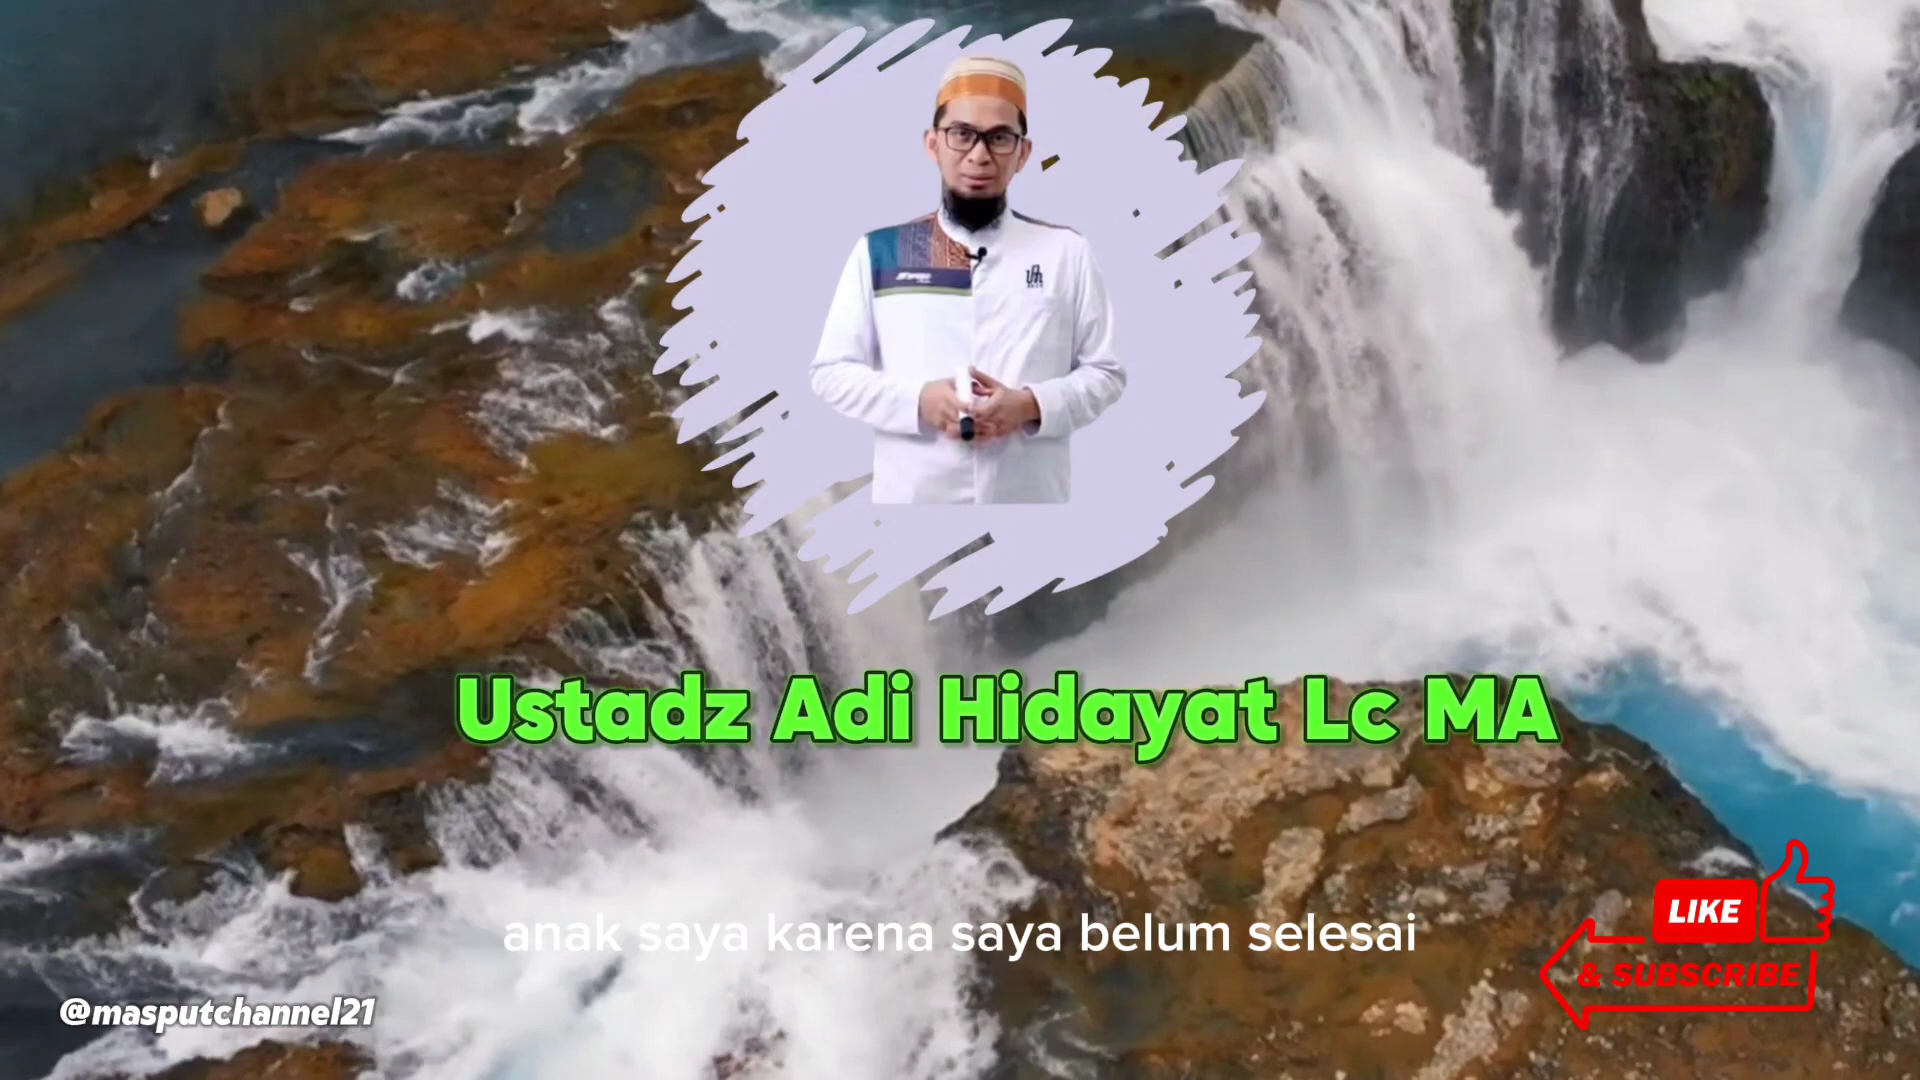 Ustadz Adi Hidayat Lc MA
anak saya karena saya belum selesai
LIKE
& SUBSCRIBE
@masputchannel21